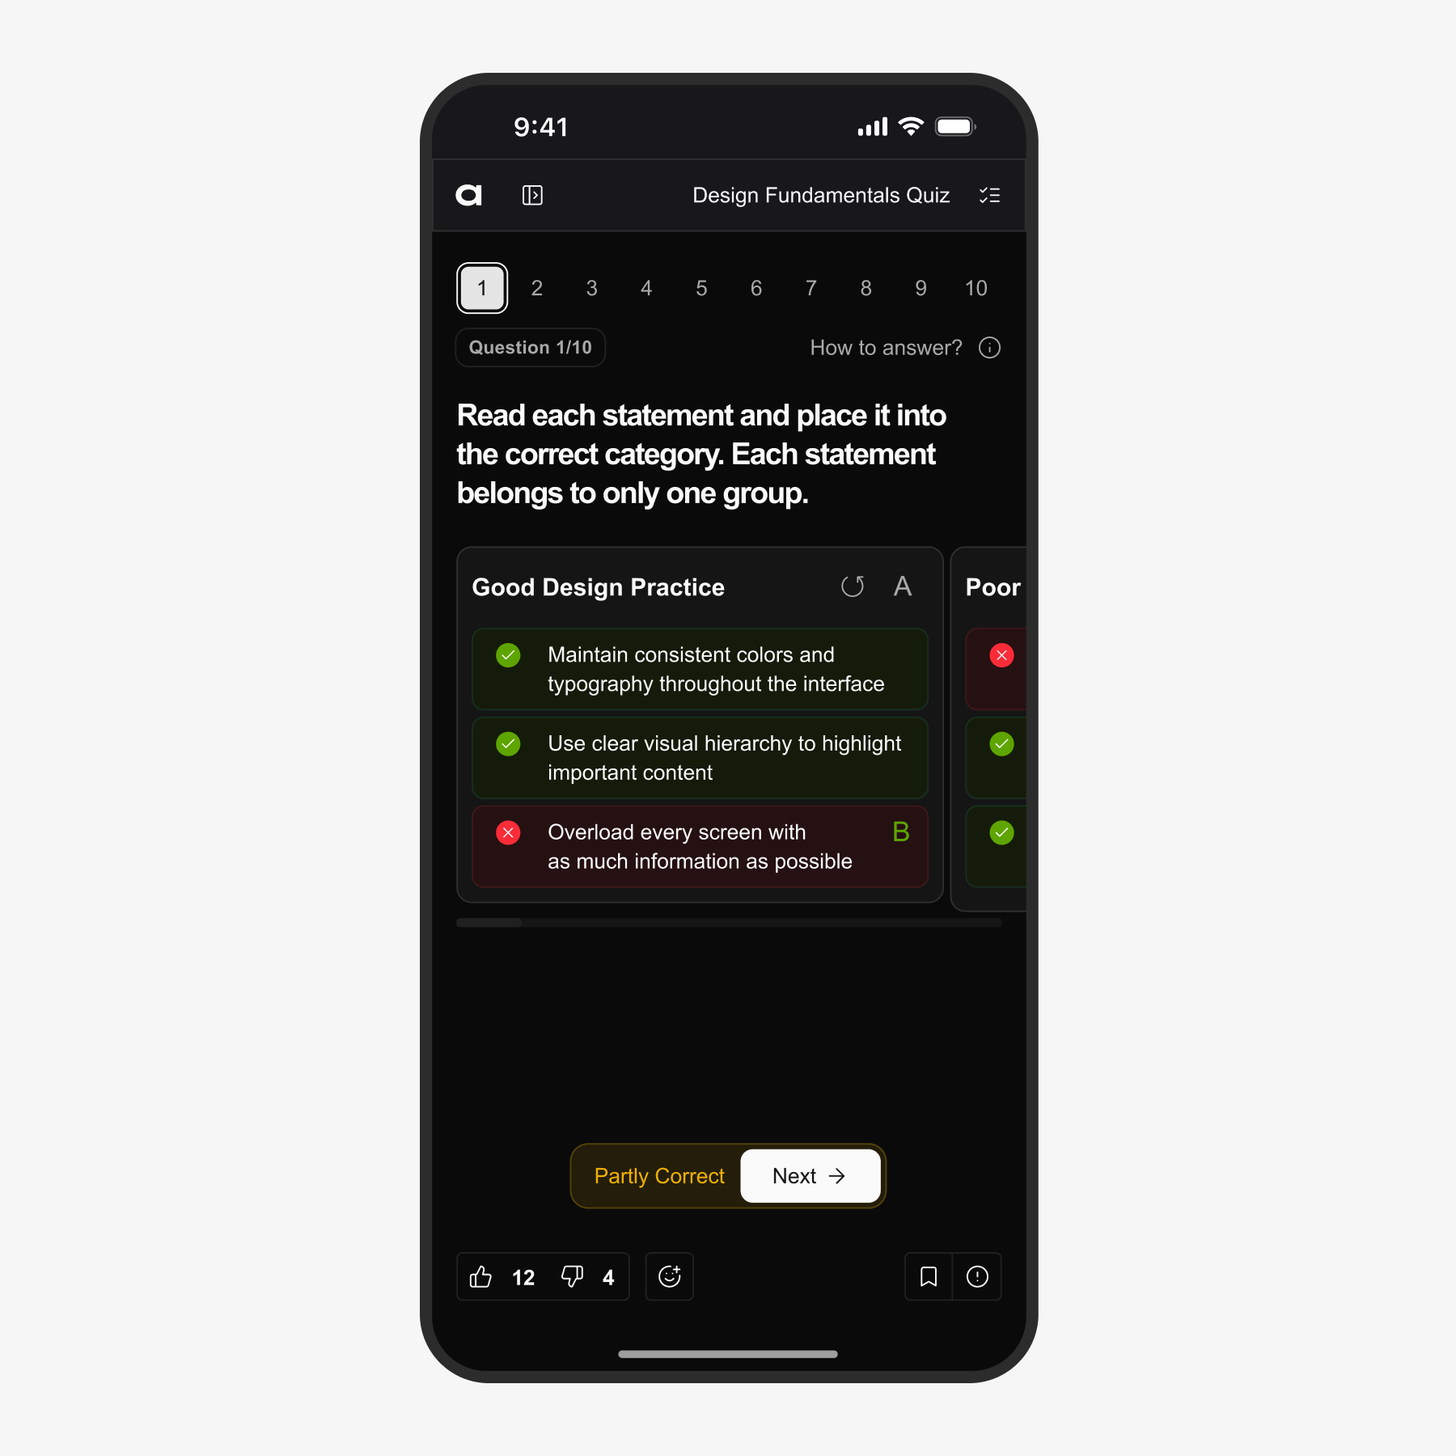 9:41
a
Design Fundamentals Quiz
1 2 3 4 5 6 7 8 9 10
Question 1/10
How to answer?
Read each statement and place it into
the correct category. Each statement
belongs to only one group.
Good Design Practice
A
Maintain consistent colors and
typography throughout the interface
Use clear visual hierarchy to highlight
important content
Overload every screen with
as much information as possible
B
Poor
Partly Correct
Next
12
4